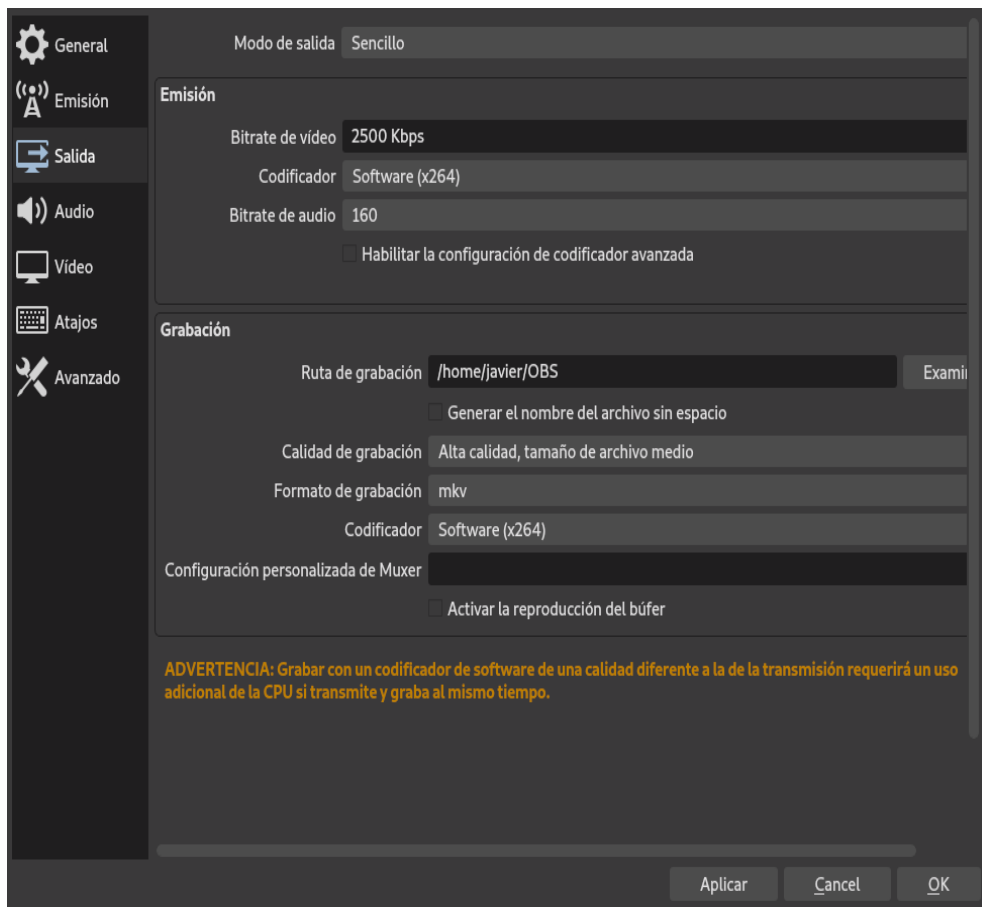 General
Emisión
Salida
Audio
Vídeo
Atajos
Avanzado
Modo de salida Sencillo
Emisión
Bitrate de vídeo 2500 Kbps
Codificador Software (x264)
Bitrate de audio 160
Habilitar la configuración de codificador avanzada
Grabación
Ruta de grabación /home/javier/OBS Examin
Generar el nombre del archivo sin espacio
Calidad de grabación Alta calidad, tamaño de archivo medio
Formato de grabación mkv
Codificador Software (x264)
Configuración personalizada de Muxer
Activar la reproducción del búfer
ADVERTENCIA: Grabar con un codificador de software de una calidad diferente a la de la transmisión requerirá un uso
adicional de la CPU si transmite y graba al mismo tiempo.
Aplicar Cancel OK